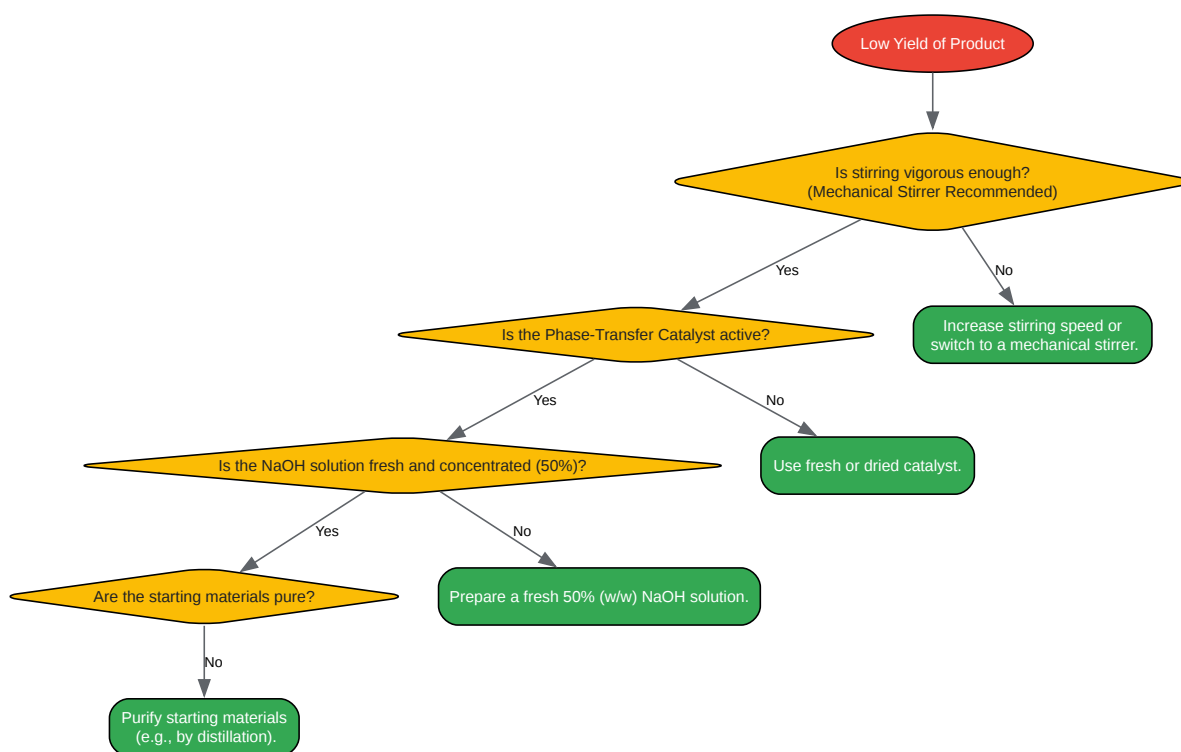 Low Yield of Product
Is stirring vigorous enough?
(Mechanical Stirrer Recommended)
Yes
No
Is the Phase-Transfer Catalyst active?
Increase stirring speed or
switch to a mechanical stirrer.
Yes
No
Is the NaOH solution fresh and concentrated (50%)?
Use fresh or dried catalyst.
Yes
No
Are the starting materials pure?
Prepare a fresh 50% (w/w) NaOH solution.
No
Purify starting materials
(e.g., by distillation).